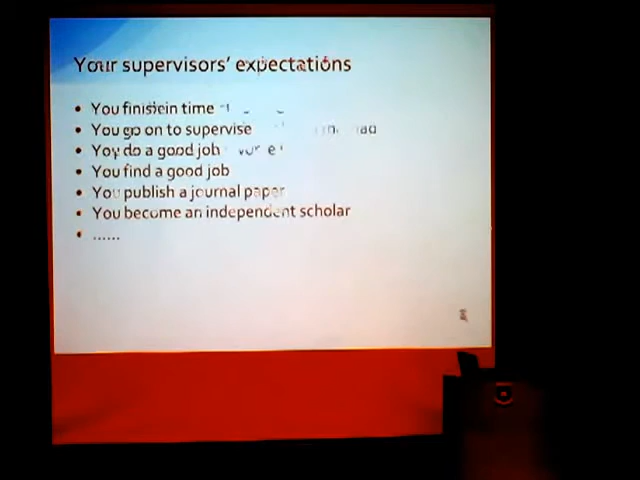 Your supervisors' expectations
• You finish in time
• You go on to supervise
• You do a good job
• You find a good job
• You publish a journal paper
• You become an independent scholar
• ......